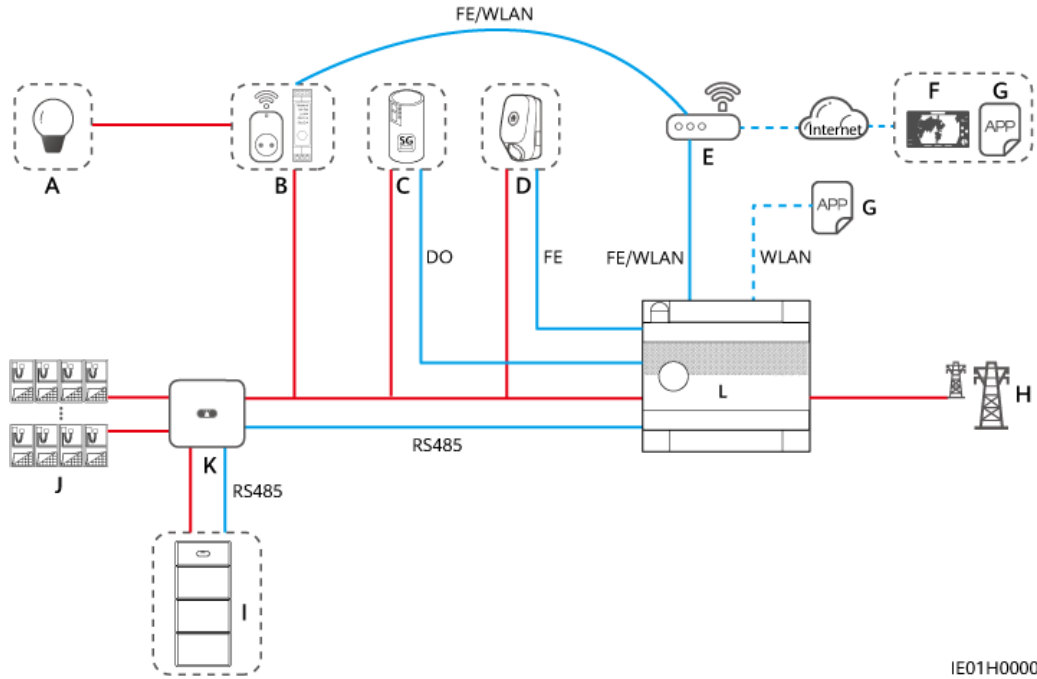 FE/WLAN
F
G
APP
Internet
A
B
SG
C
D
E
APP
G
DO
FE
FE/WLAN
WLAN
L
H
RS485
J
K
RS485
I
IE01H0000